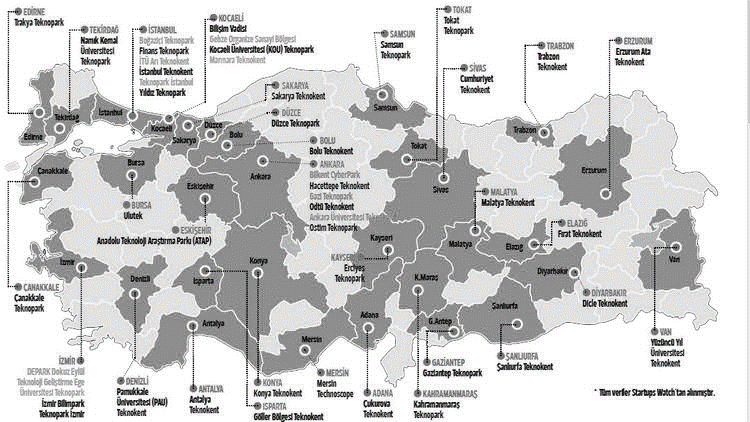 EDİRNE
Trakya Teknopark
TEKİRDAĞ
Namık Kemal
Üniversitesi
Teknopark
İSTANBUL
Bogazici Teknopark
Finans Teknopark
İTÜ Arı Teknokent
İstanbul Teknokent
Teknopark İstanbul
Yıldız Teknopark
KOCAELİ
Bilişim Vadisi
Gebze Organize Sanayi Bölgesi
Kocaeli Üniversitesi (KOU) Teknopark
Marmara Teknokent
SAKARYA
Sakarya Teknokent
DÜZCE
Düzce Teknopark
BOLU
Bolu Teknokent
ANKARA
Bilkent CyberPark
Hacettepe Teknokent
Gazi Teknopark
Odtü Teknokent
Ankara Üniversitesi
Ostim Teknopark
SAMSUN
Samsun
Teknopark
TOKAT
Tokat
Teknopark
SİVAS
Cumhuriyet
Teknokent
TRABZON
Trabzon
Teknokent
ERZURUM
Erzurum Ata
Teknokent
MALATYA
Malatya Teknokent
ELAZIĞ
Fırat Teknokent
Edirne
Tekirdağ
İstanbul
Kocaeli
Sakarya
Düzce
Bolu
Ankara
Samsun
Tokat
Sivas
Trabzon
Erzurum
Çanakkale
Bursa
Eskişehir
Kayseri
Malatya
Elazığ
Van
Diyarbakır
İzmir
Denizli
Isparta
Konya
Antalya
Mersin
Adana
K.Maraş
G.Antep
Şanlıurfa
BURSA
Ulutek
ESKİŞEHİR
Anadolu Teknoloji Araştırma Parkı (ATAP)
KAYSERİ
Erciyes
Teknopark
ÇANAKKALE
Çanakkale
Teknopark
İZMİR
DEPARK Dokuz Eylül
Teknoloji Geliştirme Ege
Üniversitesi Teknopark
İzmir Bilimpark
Teknopark İzmir
DENİZLİ
Pamukkale
Üniversitesi (PAU)
Teknokent
ANTALYA
Antalya
Teknokent
KONYA
Konya Teknokent
ISPARTA
Göller Bölgesi Teknokent
MERSİN
Mersin
Technoscope
ADANA
Çukurova
Teknokent
KAHRAMANMARAŞ
Kahramanmaraş
Teknopark
GAZİANTEP
Gaziantep Teknopark
ŞANLIURFA
Şanlıurfa Teknokent
DİYARBAKIR
Dicle Teknokent
VAN
Yüzüncü Yıl
Üniversitesi
Teknokent
* Tüm veriler Startups Watch'tan alınmıştır.